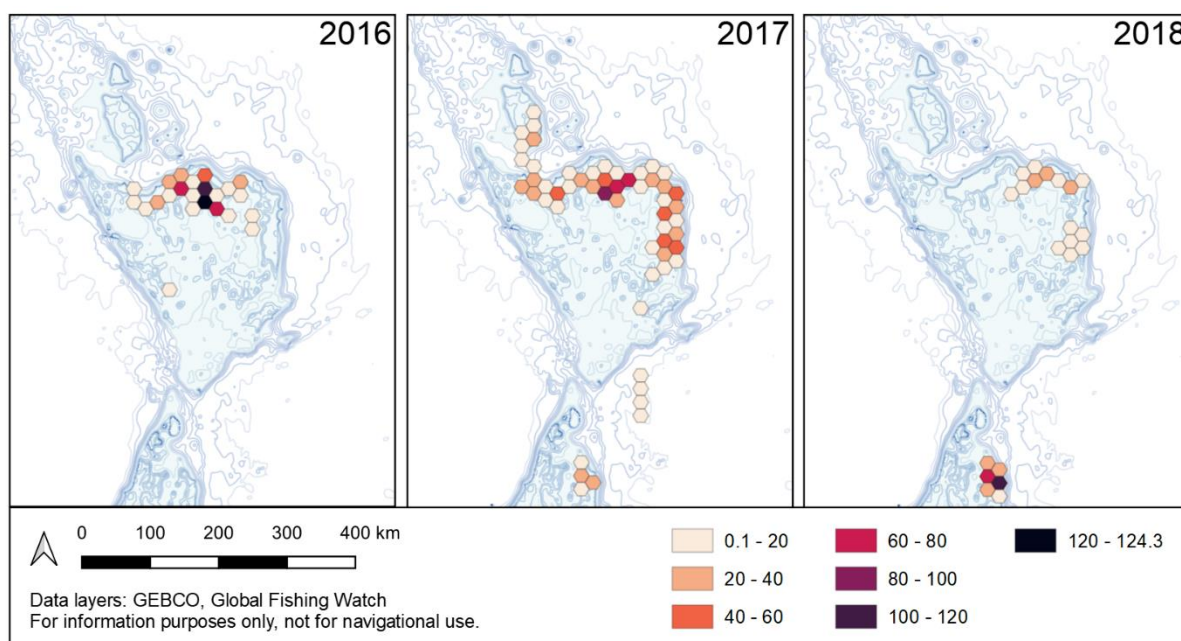 2016
2017
2018
0 100 200 300 400 km
Data layers: GEBCO, Global Fishing Watch
For information purposes only, not for navigational use.
0.1 - 20
20 - 40
40 - 60
60 - 80
80 - 100
100 - 120
120 - 124.3